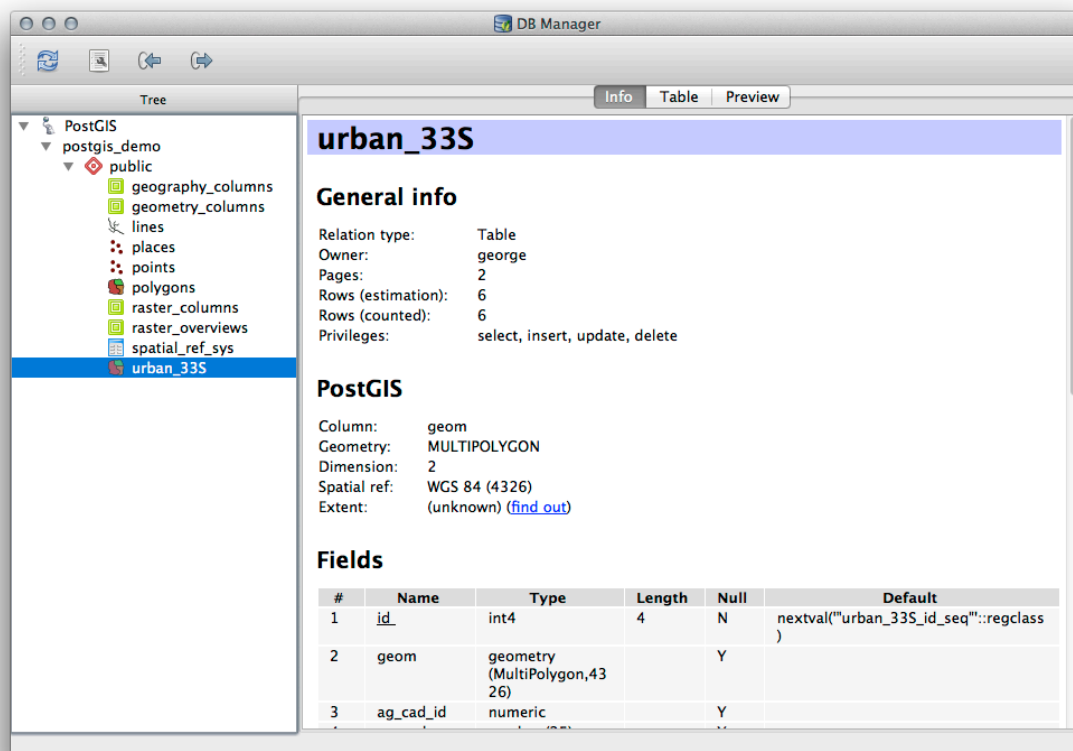 DB Manager
Tree
Info Table Preview
PostGIS
postgis_demo
public
geography_columns
geometry_columns
lines
places
points
polygons
raster_columns
raster_overviews
spatial_ref_sys
urban_33S
urban_33S
General info
Relation type: Table
Owner: george
Pages: 2
Rows (estimation): 6
Rows (counted): 6
Privileges: select, insert, update, delete
PostGIS
Column: geom
Geometry: MULTIPOLYGON
Dimension: 2
Spatial ref: WGS 84 (4326)
Extent: (unknown) (find out)
Fields
# Name Type Length Null Default
1 id int4 4 N nextval('"urban_33S_id_seq"'::regclass
)
2 geom geometry Y
(MultiPolygon,43
26)
3 ag_cad_id numeric Y